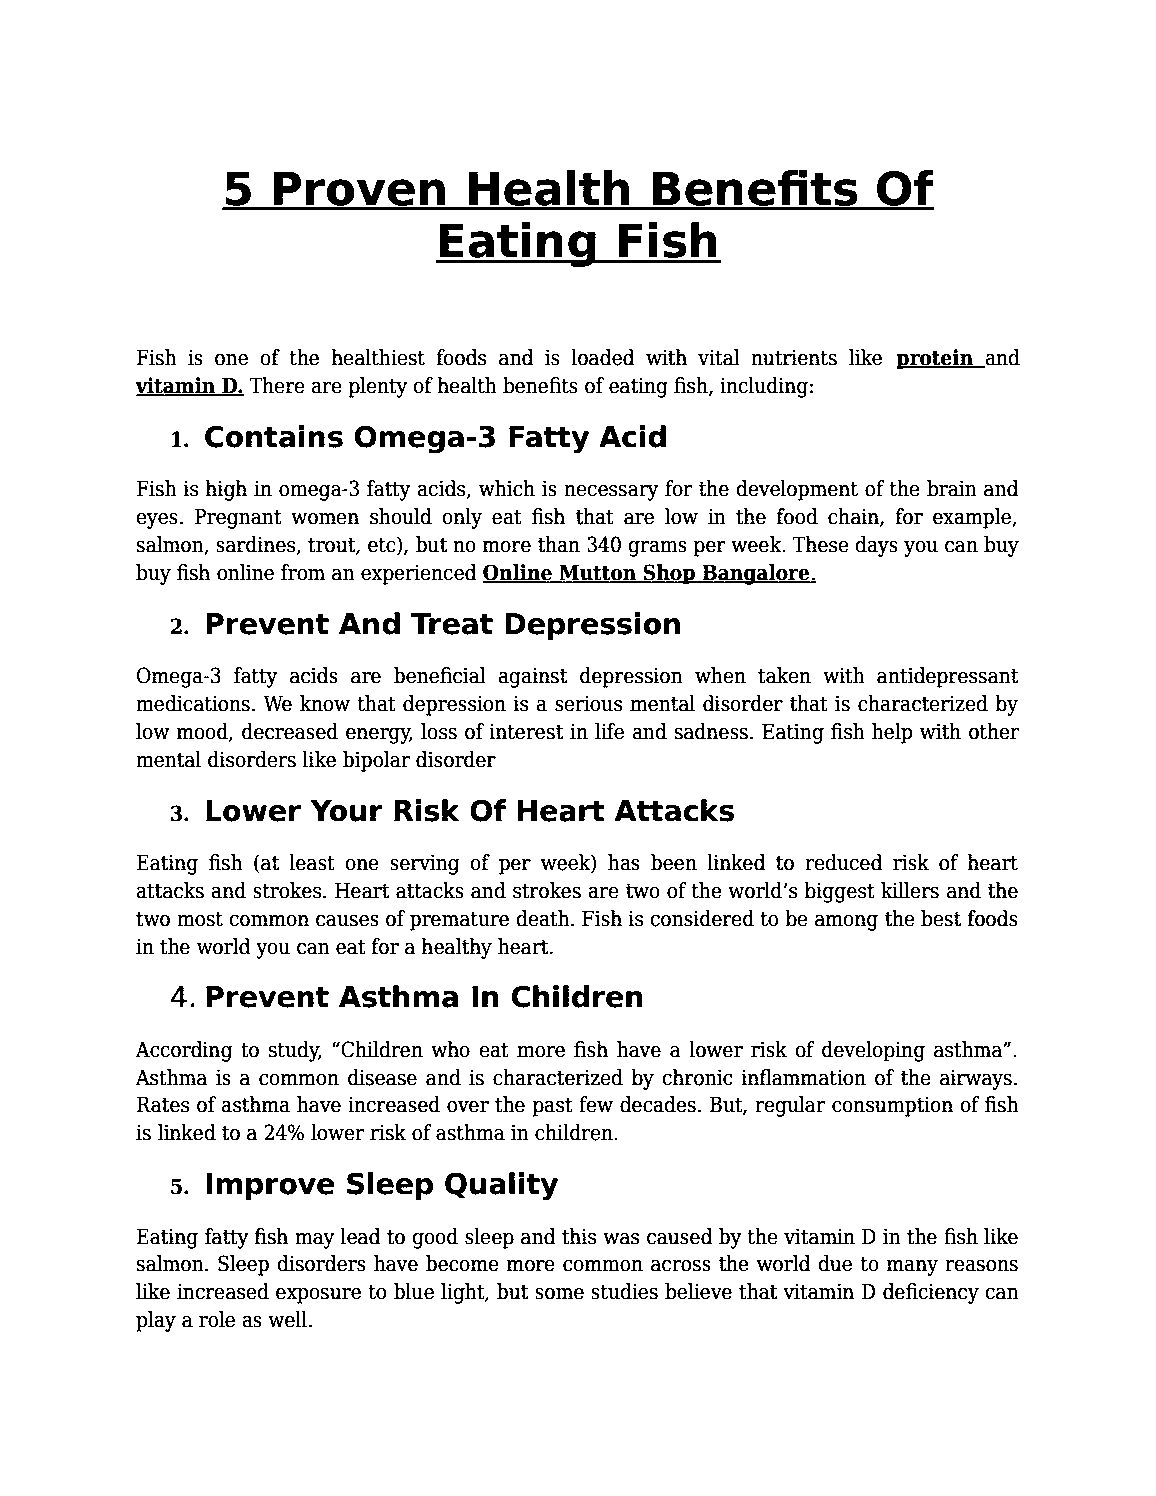 5 Proven Health Benefits Of
Eating Fish
Fish is one of the healthiest foods and is loaded with vital nutrients like protein and
vitamin D. There are plenty of health benefits of eating fish, including:
1. Contains Omega-3 Fatty Acid
Fish is high in omega-3 fatty acids, which is necessary for the development of the brain and
eyes. Pregnant women should only eat fish that are low in the food chain, for example,
salmon, sardines, trout, etc), but no more than 340 grams per week. These days you can buy
buy fish online from an experienced Online Mutton Shop Bangalore.
2. Prevent And Treat Depression
Omega-3 fatty acids are beneficial against depression when taken with antidepressant
medications. We know that depression is a serious mental disorder that is characterized by
low mood, decreased energy, loss of interest in life and sadness. Eating fish help with other
mental disorders like bipolar disorder
3. Lower Your Risk Of Heart Attacks
Eating fish (at least one serving of per week) has been linked to reduced risk of heart
attacks and strokes. Heart attacks and strokes are two of the world’s biggest killers and the
two most common causes of premature death. Fish is considered to be among the best foods
in the world you can eat for a healthy heart.
4. Prevent Asthma In Children
According to study, “Children who eat more fish have a lower risk of developing asthma”.
Asthma is a common disease and is characterized by chronic inflammation of the airways.
Rates of asthma have increased over the past few decades. But, regular consumption of fish
is linked to a 24% lower risk of asthma in children.
5. Improve Sleep Quality
Eating fatty fish may lead to good sleep and this was caused by the vitamin D in the fish like
salmon. Sleep disorders have become more common across the world due to many reasons
like increased exposure to blue light, but some studies believe that vitamin D deficiency can
play a role as well.